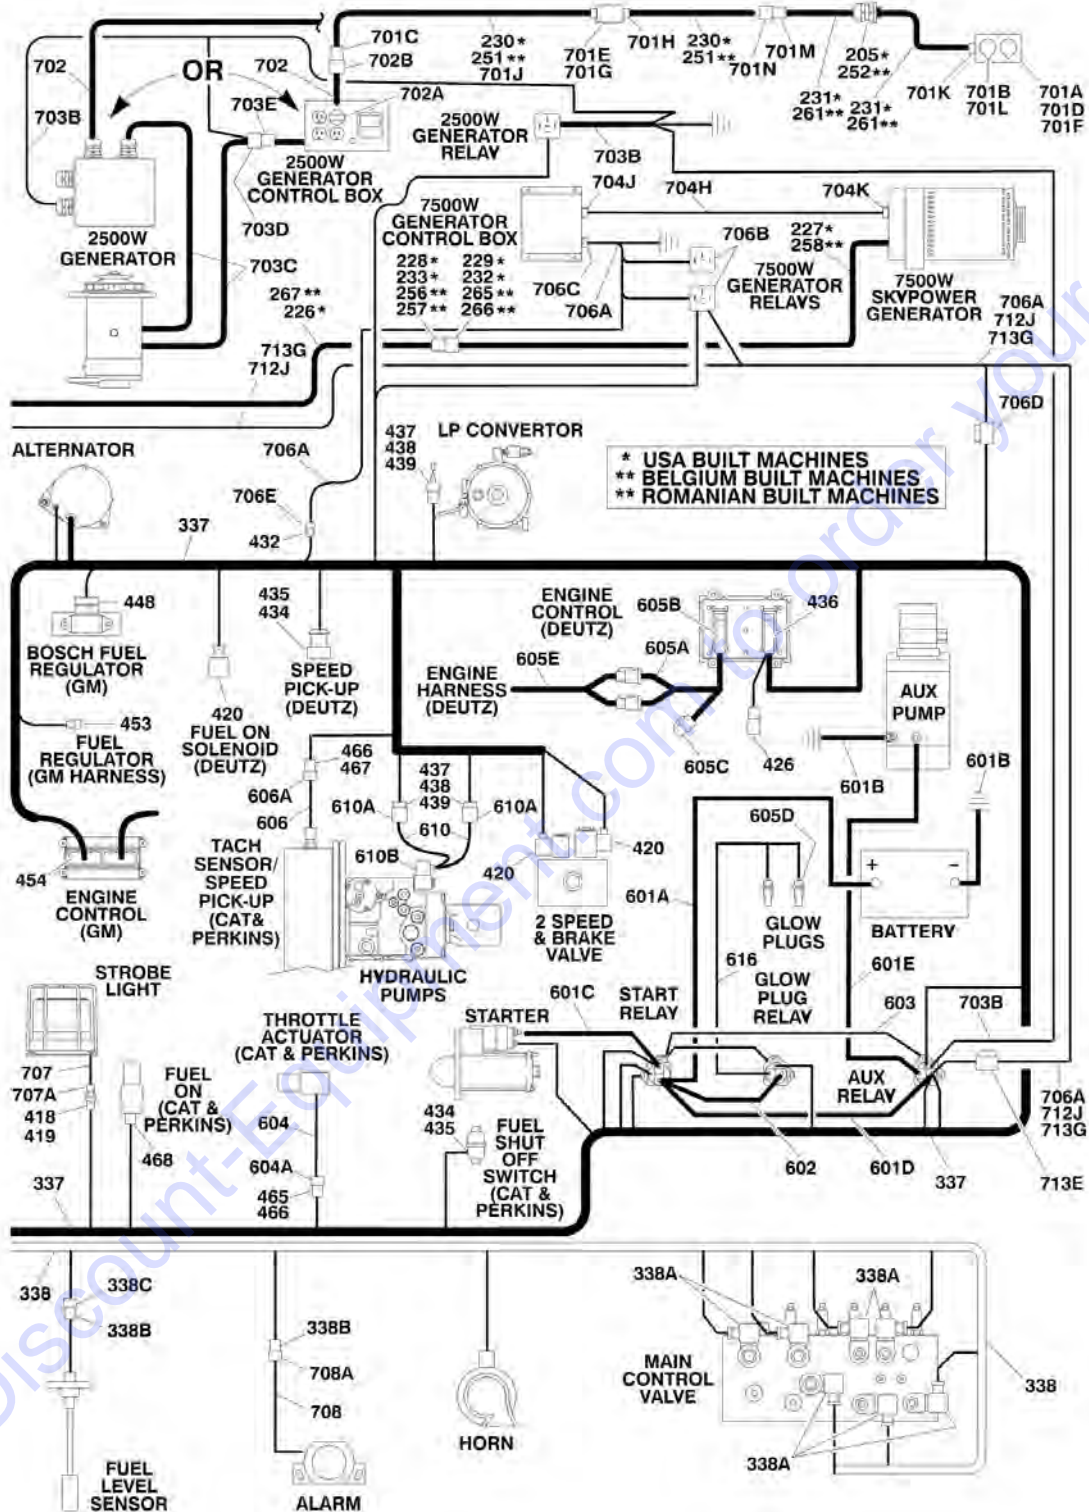 701C
702B
230*
251**
701J
701E
701G
701H
230*
251**
701N
701M
205*
252**
231*
261**
231*
261**
701K
701B
701L
701A
701D
701F
702
OR
702
702A
703E
703B
2500W
GENERATOR
CONTROL BOX
2500W
GENERATOR
RELAY
703B
703D
2500W
GENERATOR
703C
267**
226*
713G
712J
7500W
GENERATOR
CONTROL BOX
228*
233*
256**
257**
229*
232*
265**
266**
704J
704H
704K
706C
706A
706B
7500W
GENERATOR
RELAYS
227*
258**
7500W
SKYPOWER
GENERATOR
706A
712J
713G
706D
ALTERNATOR
706A
706E
432
337
437
438
439
LP CONVERTOR
* USA BUILT MACHINES
** BELGIUM BUILT MACHINES
** ROMANIAN BUILT MACHINES
448
BOSCH FUEL
REGULATOR
(GM)
453
FUEL
REGULATOR
(GM HARNESS)
454
ENGINE
CONTROL
(GM)
420
FUEL ON
SOLENOID
(DEUTZ)
435
434
SPEED
PICK-UP
(DEUTZ)
ENGINE
CONTROL
(DEUTZ)
605B
436
605E
605A
ENGINE
HARNESS
(DEUTZ)
605C
426
AUX
PUMP
601B
601B
466
467
606A
606
437
438
439
610A
610A
610
610B
TACH
SENSOR/
SPEED
PICK-UP
(CAT&
PERKINS)
HYDRAULIC
PUMPS
420
420
2 SPEED
& BRAKE
VALVE
601A
605D
GLOW
PLUGS
+
-
BATTERY
616
GLOW
PLUG
RELAY
601E
603
703B
STROBE
LIGHT
707
707A
418
419
FUEL
ON
(CAT &
PERKINS)
468
THROTTLE
ACTUATOR
(CAT & PERKINS)
604
604A
465
466
STARTER
601C
START
RELAY
434
435
FUEL
SHUT
OFF
SWITCH
(CAT &
PERKINS)
AUX
RELAY
602
601D
337
706A
712J
713G
713E
337
338
338C
338B
FUEL
LEVEL
SENSOR
338B
708A
708
ALARM
HORN
338A
338A
MAIN
CONTROL
VALVE
338A
338
Discount-Equipment.com to order your